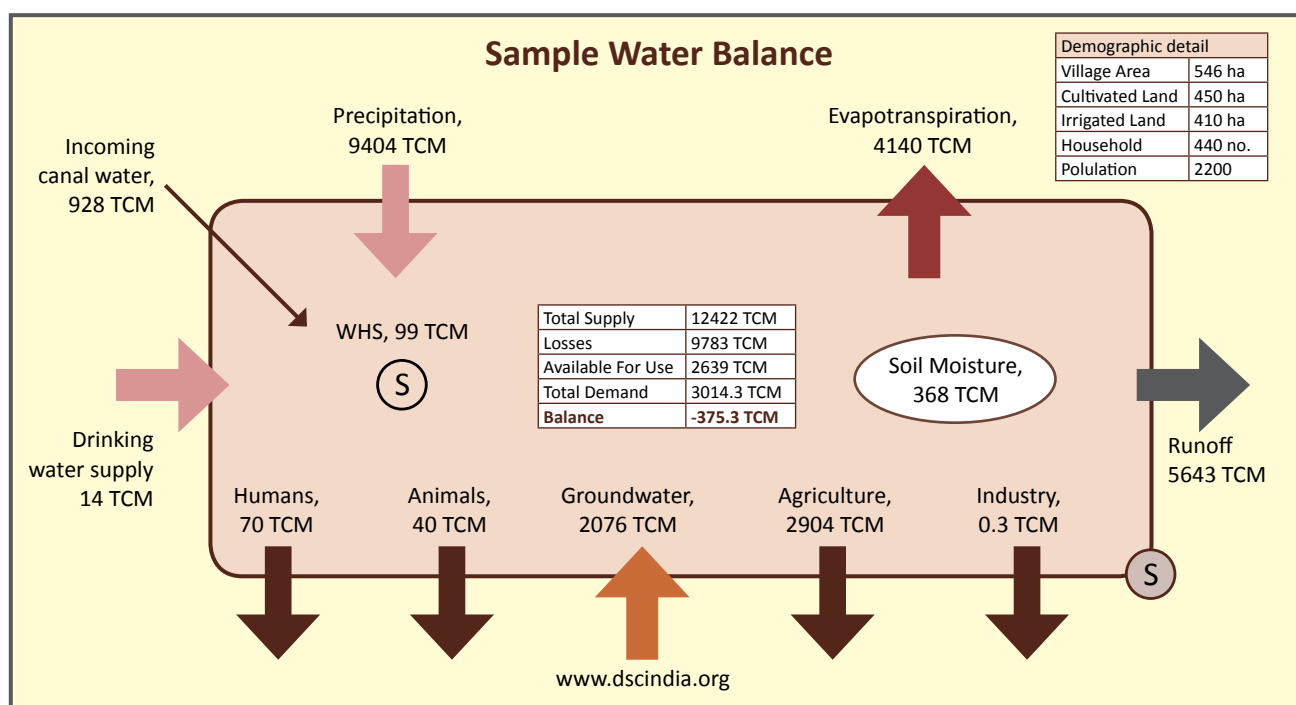 Sample Water Balance
Demographic detail
Village Area 546 ha
Cultivated Land 450 ha
Irrigated Land 410 ha
Household 440 no.
Polulation 2200
Precipitation,
9404 TCM
Evapotranspiration,
4140 TCM
Incoming
canal water,
928 TCM
WHS, 99 TCM
S
Total Supply 12422 TCM
Losses 9783 TCM
Available For Use 2639 TCM
Total Demand 3014.3 TCM
Balance -375.3 TCM
Soil Moisture,
368 TCM
Drinking
water supply
14 TCM
Runoff
5643 TCM
Humans,
70 TCM
Animals,
40 TCM
Groundwater,
2076 TCM
Agriculture,
2904 TCM
Industry,
0.3 TCM
S
www.dscindia.org